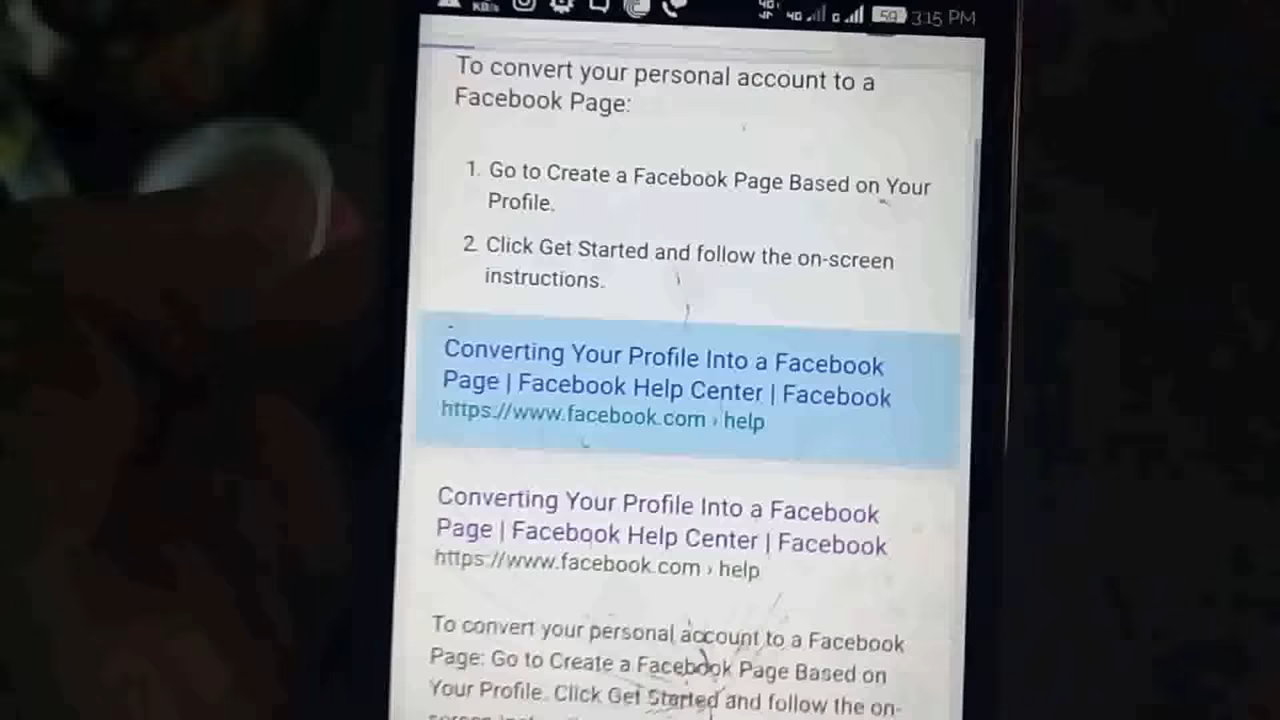 KB/s 4G 4G G 59 3:15 PM
To convert your personal account to a
Facebook Page:
1. Go to Create a Facebook Page Based on Your
Profile.
2. Click Get Started and follow the on-screen
instructions.
Converting Your Profile Into a Facebook
Page | Facebook Help Center | Facebook
https://www.facebook.com › help
Converting Your Profile Into a Facebook
Page | Facebook Help Center | Facebook
https://www.facebook.com › help
To convert your personal account to a Facebook
Page: Go to Create a Facebook Page Based on
Your Profile. Click Get Started and follow the on-